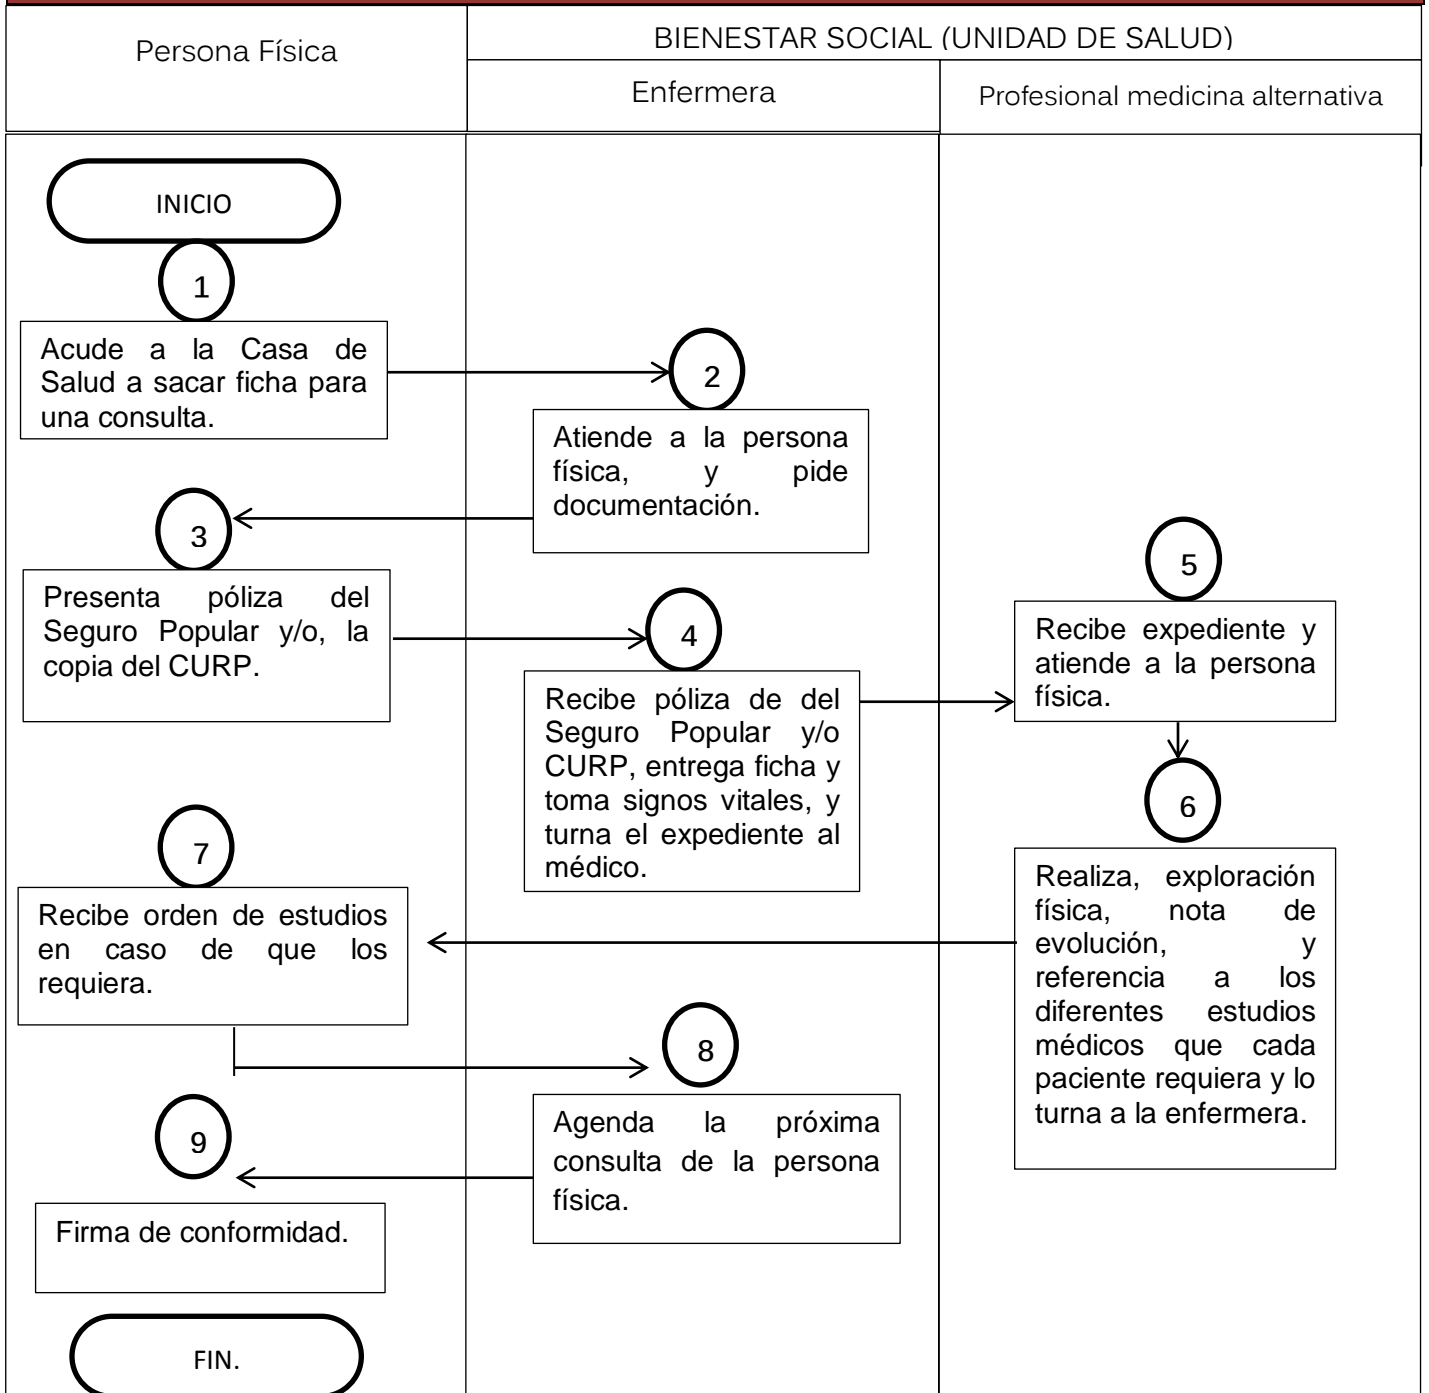 Persona Física
BIENESTAR SOCIAL (UNIDAD DE SALUD)
Enfermera
Profesional medicina alternativa
INICIO
1
Acude a la Casa de
Salud a sacar ficha para
una consulta.
2
Atiende a la persona
física, y pide
documentación.
3
Presenta póliza del
Seguro Popular y/o, la
copia del CURP.
4
Recibe póliza de del
Seguro Popular y/o
CURP, entrega ficha y
toma signos vitales, y
turna el expediente al
médico.
5
Recibe expediente y
atiende a la persona
física.
6
Realiza, exploración
física, nota de
evolución, y
referencia a los
diferentes estudios
médicos que cada
paciente requiera y lo
turna a la enfermera.
7
Recibe orden de estudios
en caso de que los
requiera.
8
Agenda la próxima
consulta de la persona
física.
9
Firma de conformidad.
FIN.